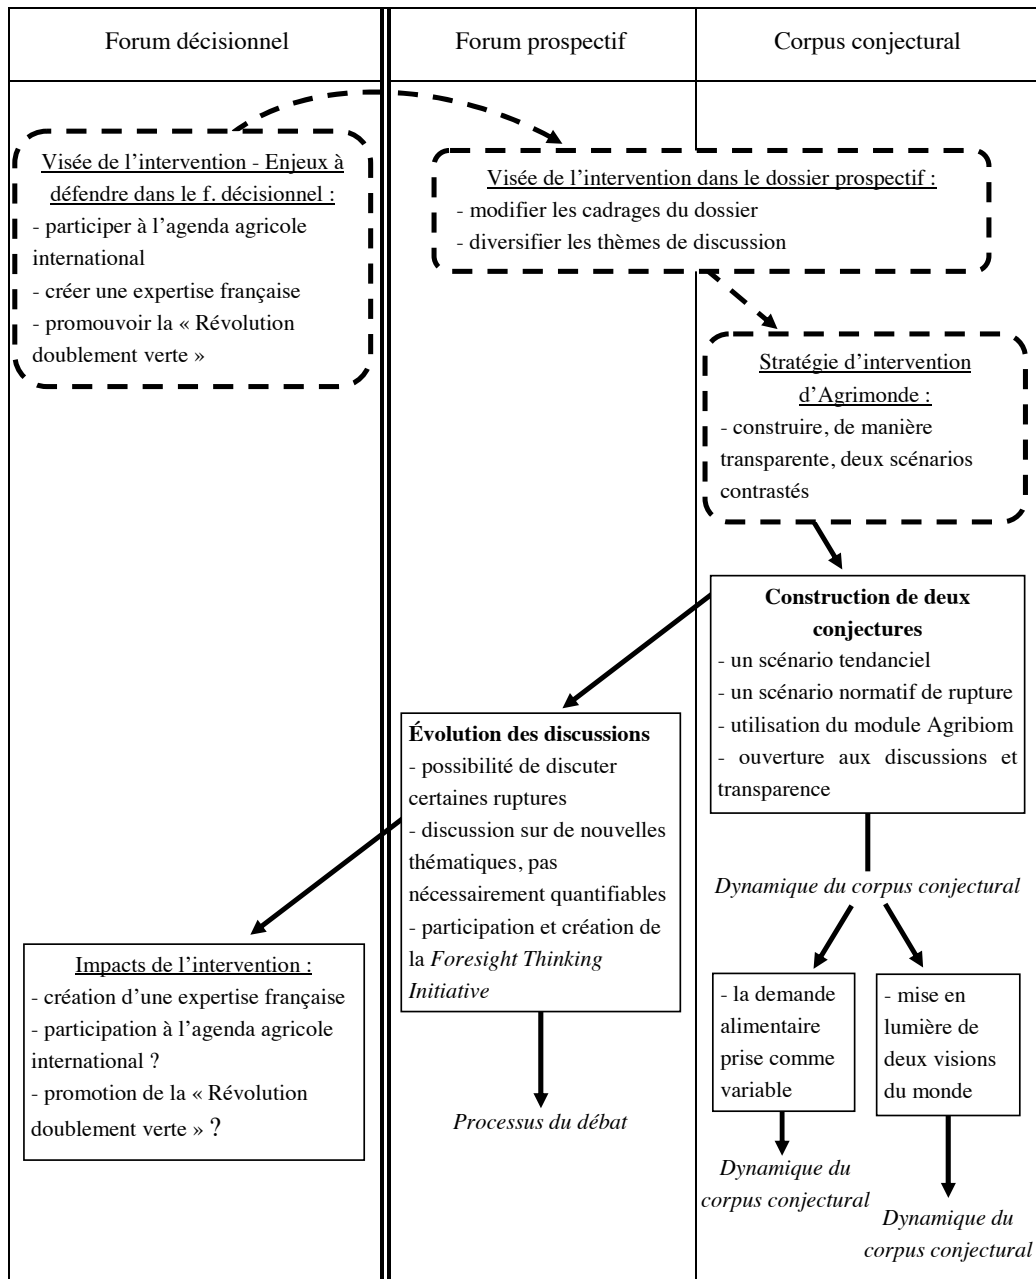 Forum décisionnel
Forum prospectif
Corpus conjectural
Visée de l’intervention - Enjeux à
défendre dans le f. décisionnel :
- participer à l’agenda agricole
international
- créer une expertise française
- promouvoir la « Révolution
doublement verte »
Visée de l’intervention dans le dossier prospectif :
- modifier les cadrages du dossier
- diversifier les thèmes de discussion
Stratégie d’intervention
d’Agrimonde :
- construire, de manière
transparente, deux scénarios
contrastés
Construction de deux
conjectures
- un scénario tendanciel
- un scénario normatif de rupture
- utilisation du module Agribiom
- ouverture aux discussions et
transparence
Évolution des discussions
- possibilité de discuter
certaines ruptures
- discussion sur de nouvelles
thématiques, pas
nécessairement quantifiables
- participation et création de
la Foresight Thinking
Initiative
Dynamique du corpus conjectural
Impacts de l’intervention :
- création d’une expertise française
- participation à l’agenda agricole
international ?
- promotion de la « Révolution
doublement verte » ?
- la demande
alimentaire
prise comme
variable
- mise en
lumière de
deux visions
du monde
Processus du débat
Dynamique du
corpus conjectural
Dynamique du
corpus conjectural